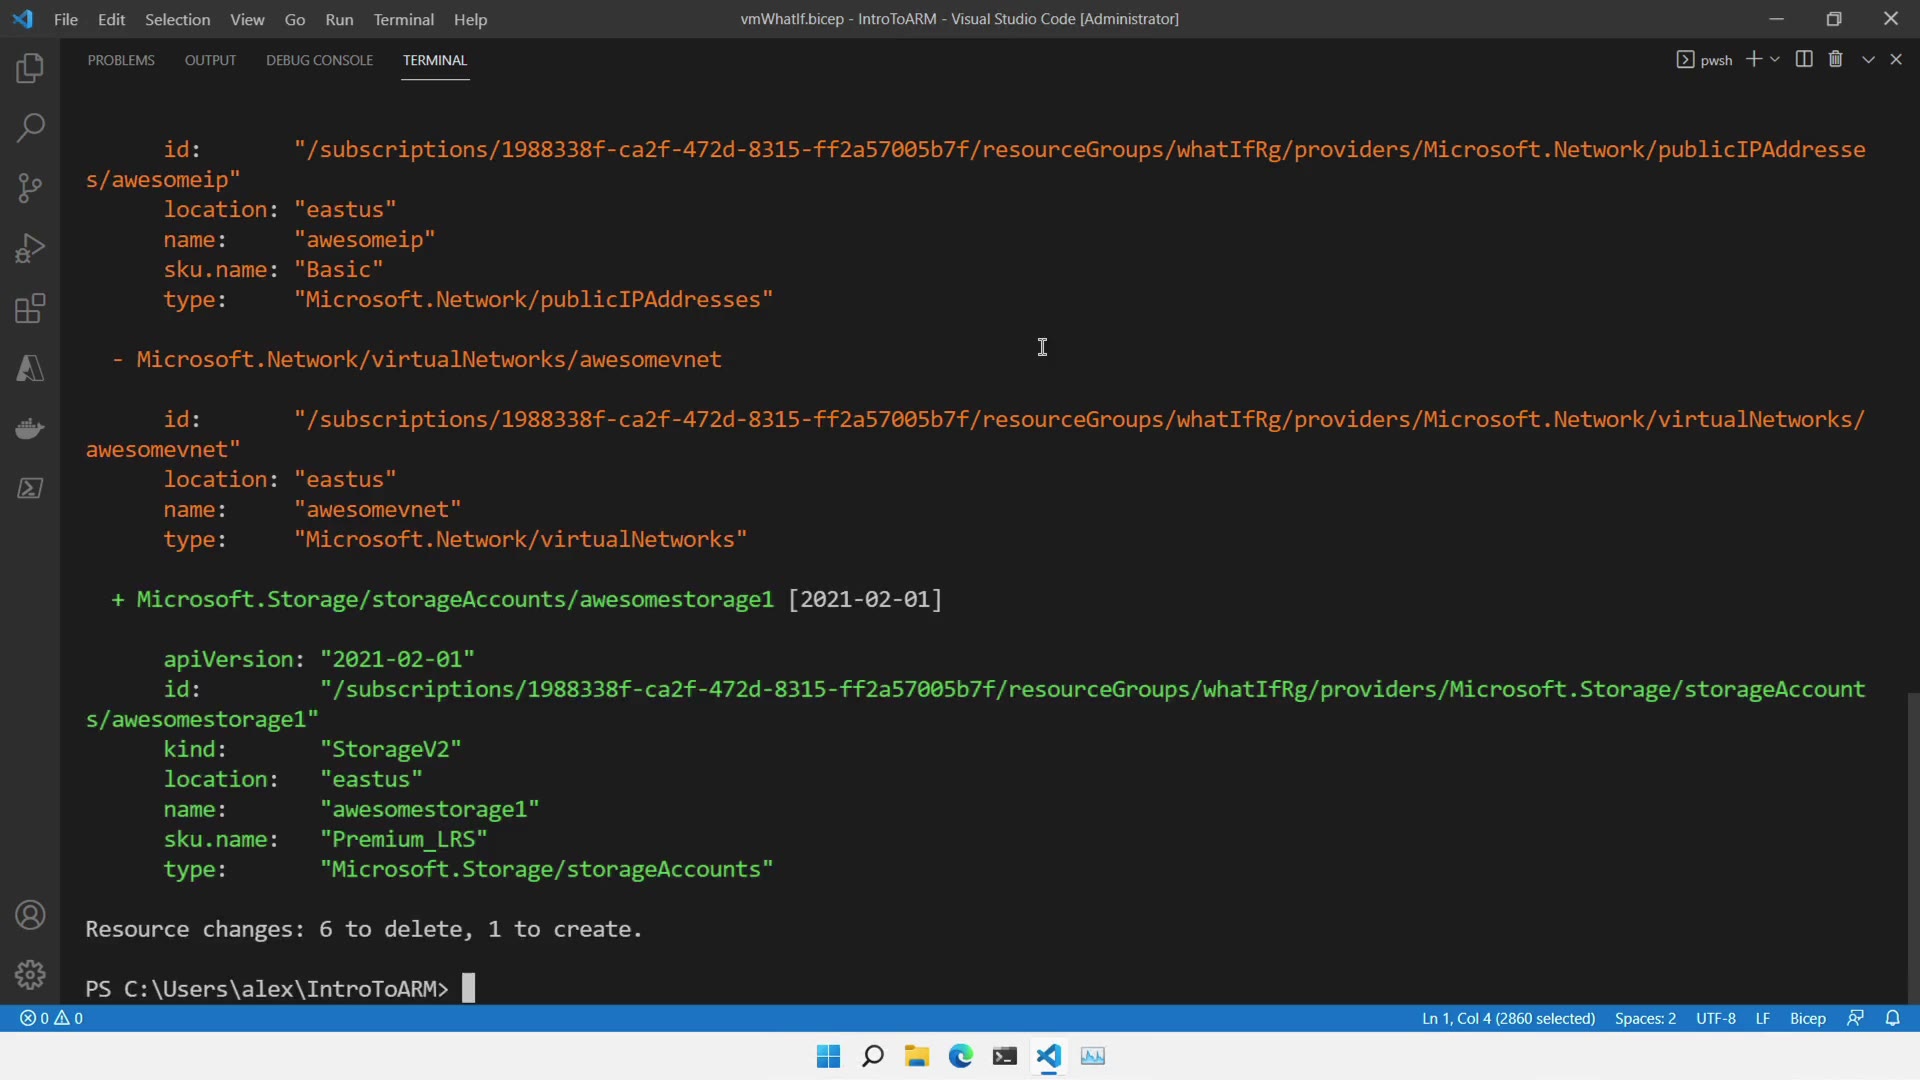 File Edit Selection View Go Run Terminal Help
vmWhatIf.bicep - IntroToARM - Visual Studio Code [Administrator]
PROBLEMS OUTPUT DEBUG CONSOLE TERMINAL
pwsh
id: "/subscriptions/1988338f-ca2f-472d-8315-ff2a57005b7f/resourceGroups/whatIfRg/providers/Microsoft.Network/publicIPAddresse
s/awesomeip"
location: "eastus"
name: "awesomeip"
sku.name: "Basic"
type: "Microsoft.Network/publicIPAddresses"
- Microsoft.Network/virtualNetworks/awesomevnet
id: "/subscriptions/1988338f-ca2f-472d-8315-ff2a57005b7f/resourceGroups/whatIfRg/providers/Microsoft.Network/virtualNetworks/
awesomevnet"
location: "eastus"
name: "awesomevnet"
type: "Microsoft.Network/virtualNetworks"
+ Microsoft.Storage/storageAccounts/awesomestorage1 [2021-02-01]
apiVersion: "2021-02-01"
id: "/subscriptions/1988338f-ca2f-472d-8315-ff2a57005b7f/resourceGroups/whatIfRg/providers/Microsoft.Storage/storageAccount
s/awesomestorage1"
kind: "StorageV2"
location: "eastus"
name: "awesomestorage1"
sku.name: "Premium_LRS"
type: "Microsoft.Storage/storageAccounts"
Resource changes: 6 to delete, 1 to create.
PS C:\Users\alex\IntroToARM>
0 0
Ln 1, Col 4 (2860 selected) Spaces: 2 UTF-8 LF Bicep